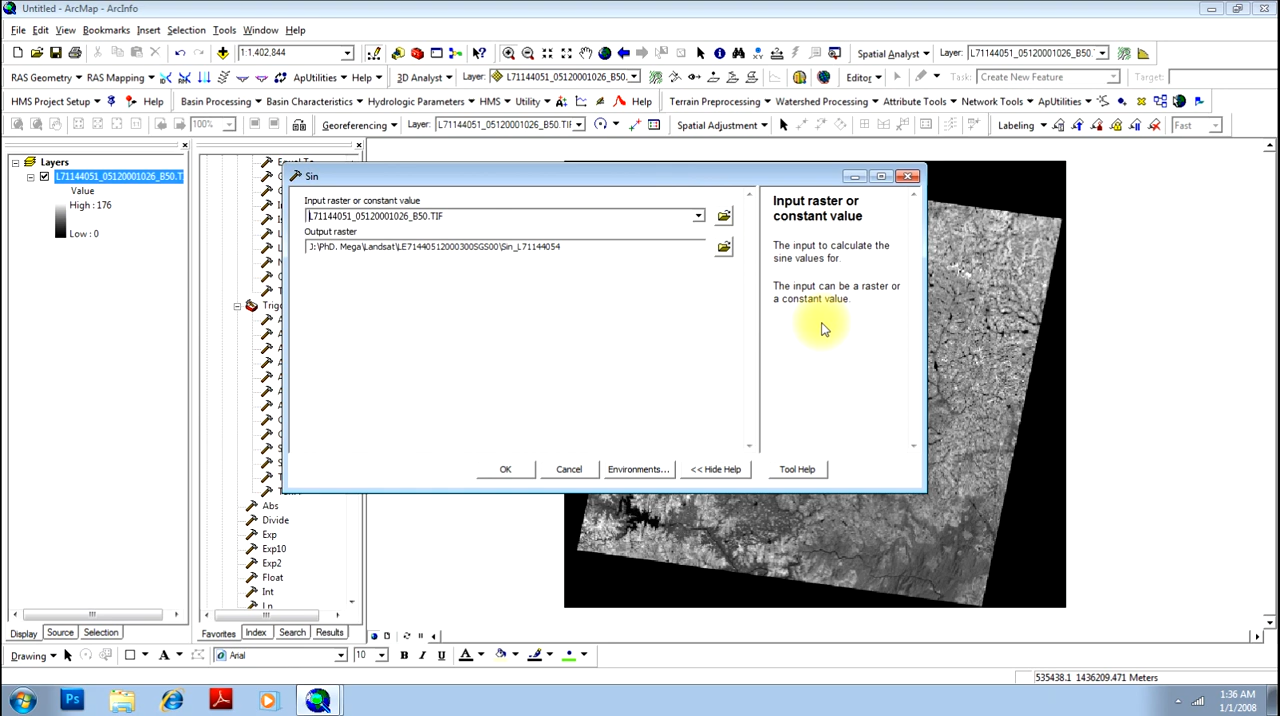 Untitled - ArcMap - ArcInfo
File Edit View Bookmarks Insert Selection Tools Window Help
1:1.402.844 Spatial Analyst Layer: L71144051_05120001026_B50.T
RAS Geometry RAS Mapping ApUtilities Help 3D Analyst Layer: L71144051_05120001026_B50. Editor Task: Create New Feature Target:
HMS Project Setup Help Basin Processing Basin Characteristics Hydrologic Parameters HMS Utility Help Terrain Preprocessing Watershed Processing Attribute Tools Network Tools ApUtilities
100% Georeferencing Layer: L71144051_05120001026_B50.TIF Spatial Adjustment Labeling Fast
Layers
L71144051_05120001026_B50.T
Value
High : 176
Low : 0
Trig
Abs
Divide
Exp
Exp10
Exp2
Float
Int
Ln
Sin
Input raster or constant value
L71144051_05120001026_B50.TIF
Output raster
J:\PhD. Mega\Landsat\LE71440512000300SGS00\Sin_L71144054
OK Cancel Environments... << Hide Help Tool Help
Input raster or
constant value
The input to calculate the
sine values for.
The input can be a raster or
a constant value.
Display Source Selection
Favorites Index Search Results
Drawing A Arial 10 B I U A
535438.1 1436209.471 Meters
Ps
1:36 AM
1/1/2008